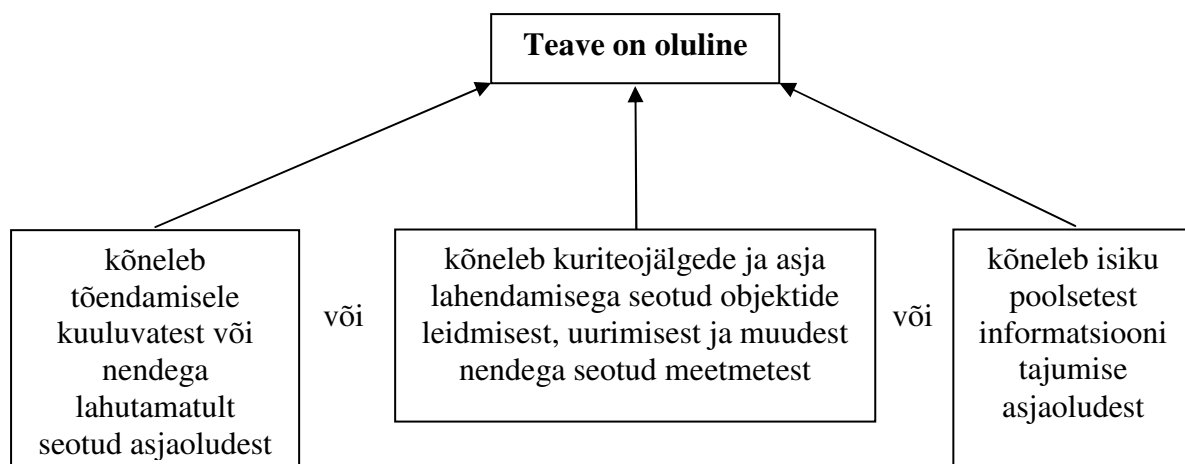 Teave on oluline
kõneleb
tõendamisele
kuuluvatest või
nendega
lahutamatult
seotud asjaoludest
või
kõneleb kuriteojälgede ja asja
lahendamisega seotud objektide
leidmisest, uurimisest ja muudest
nendega seotud meetmetest
või
kõneleb isiku
poolsetest
informatsiooni
tajumise
asjaoludest